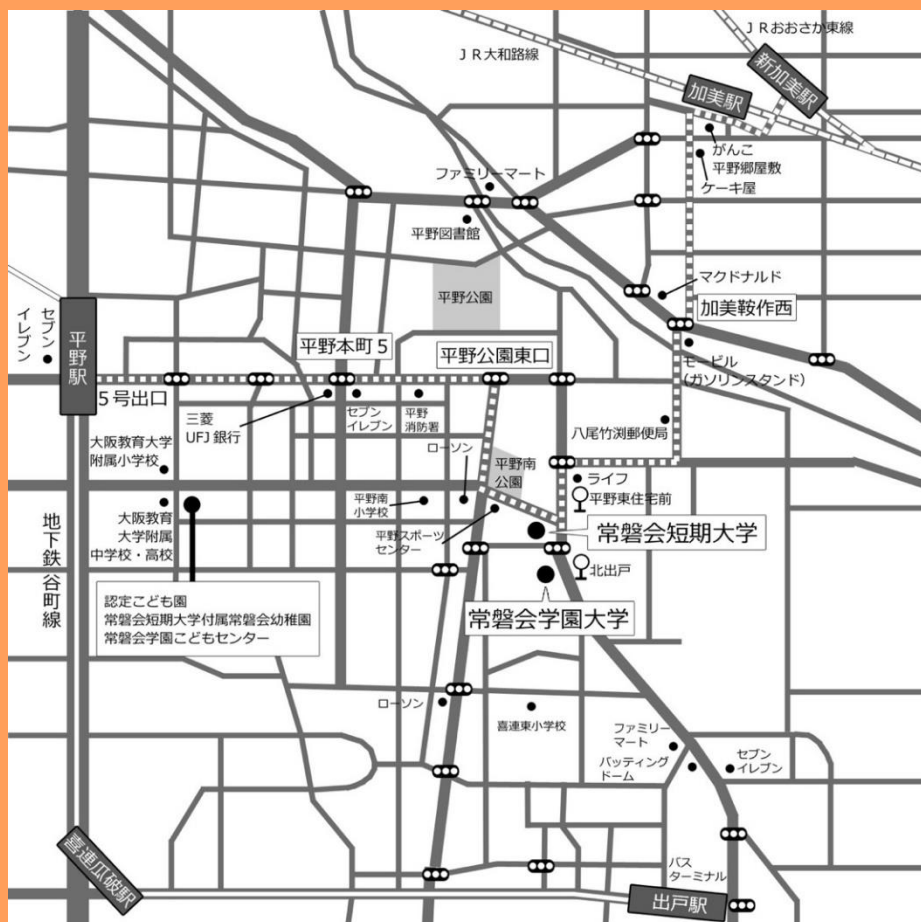 JRおおさか東線
JR大和路線
新加美駅
加美駅
がんこ
平野郷屋敷
ケーキ屋
ファミリーマート
平野図書館
マクドナルド
加美鞍作西
平野公園
セブン
イレブン
平野駅
平野本町5
平野公園東口
モービル
(ガソリンスタンド)
5号出口
三菱
UFJ銀行
セブン
イレブン
平野
消防署
八尾竹渕郵便局
大阪教育大学
附属小学校
ローソン
平野南
公園
ライフ
平野東住宅前
平野南
小学校
大阪教育
大学附属
中学校・高校
平野スポーツ
センター
常磐会短期大学
地下鉄谷町線
北出戸
認定こども園
常磐会短期大学付属常磐会幼稚園
常磐会学園こどもセンター
常磐会学園大学
ローソン
喜連東小学校
ファミリー
マート
バッティング
ドーム
セブン
イレブン
喜連瓜破駅
バス
ターミナル
出戸駅